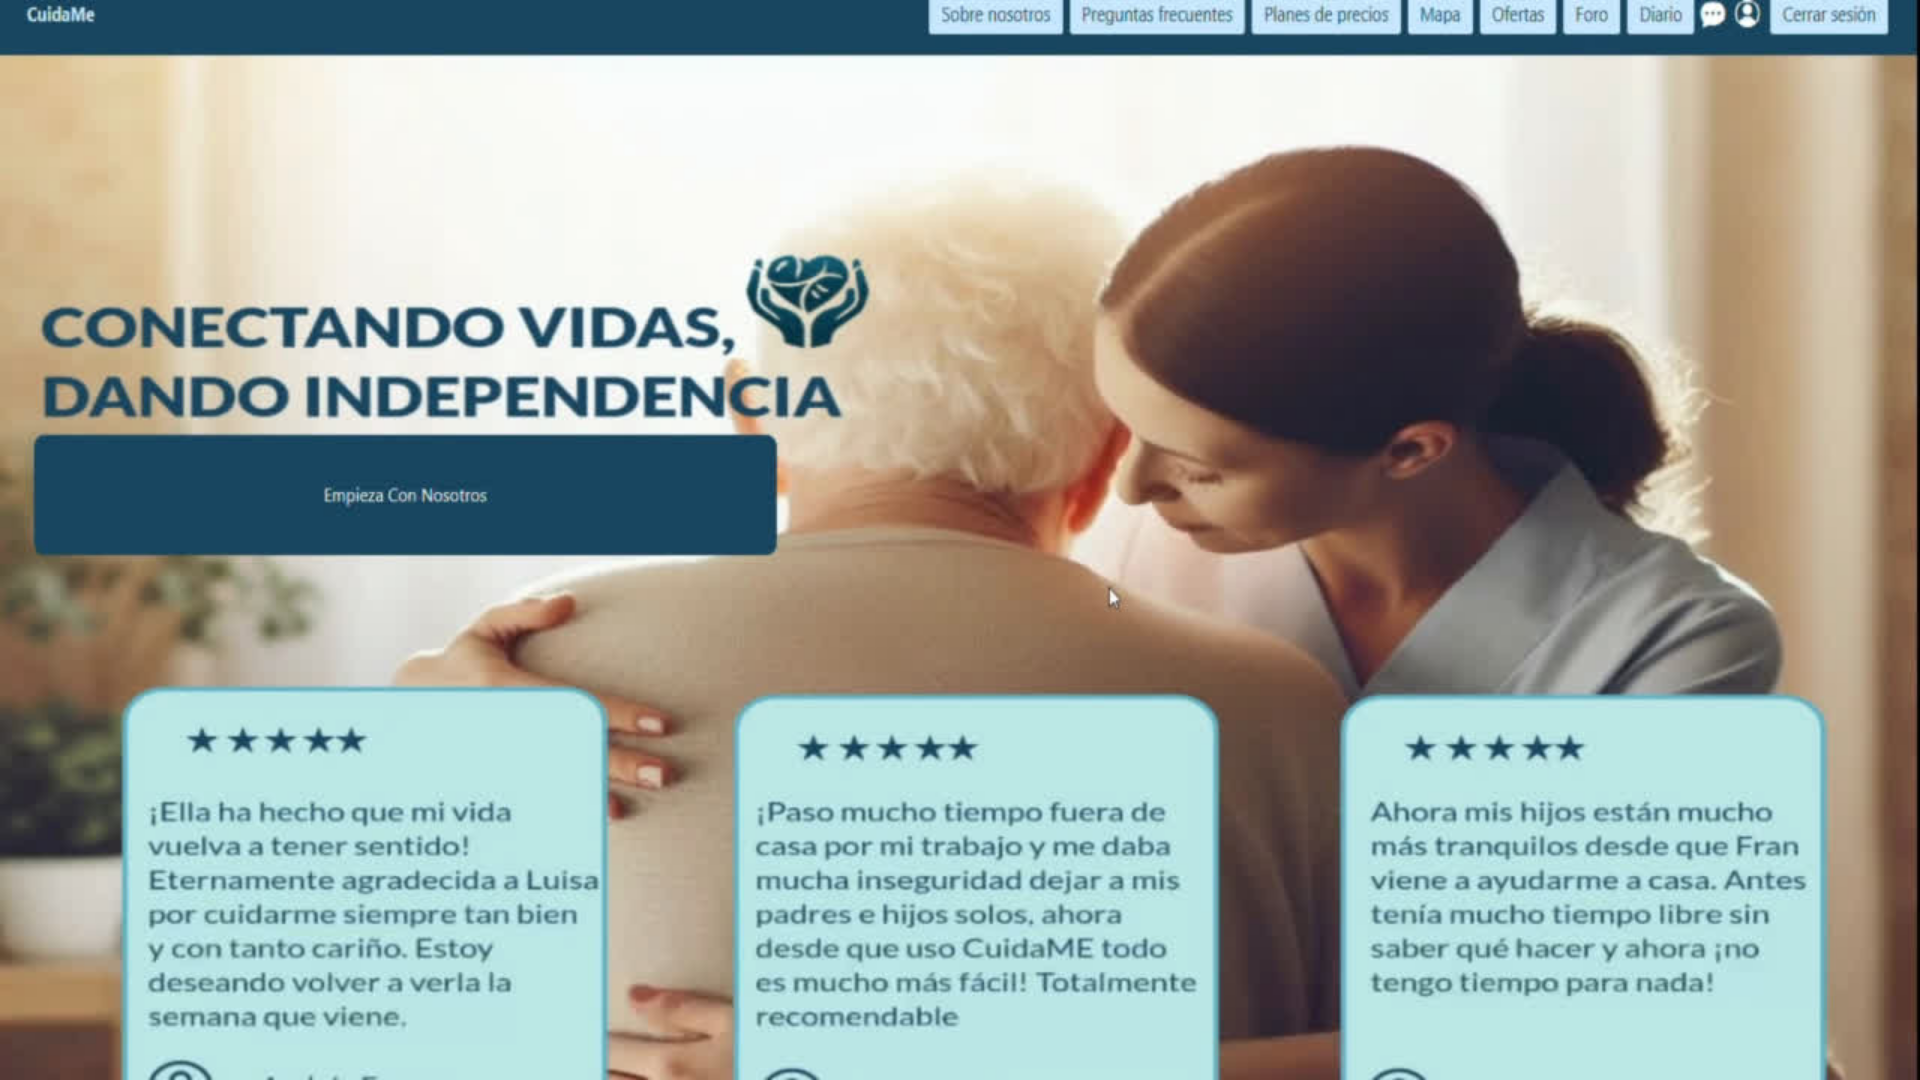 CuidaMe
Sobre nosotros
Preguntas frecuentes
Planes de precios
Mapa
Ofertas
Foro
Diario
Cerrar sesión
CONECTANDO VIDAS,
DANDO INDEPENDENCIA
Empieza Con Nosotros
¡Ella ha hecho que mi vida
vuelva a tener sentido!
Eternamente agradecida a Luisa
por cuidarme siempre tan bien
y con tanto cariño. Estoy
deseando volver a verla la
semana que viene.
¡Paso mucho tiempo fuera de
casa por mi trabajo y me daba
mucha inseguridad dejar a mis
padres e hijos solos, ahora
desde que uso CuidaME todo
es mucho más fácil! Totalmente
recomendable
Ahora mis hijos están mucho
más tranquilos desde que Fran
viene a ayudarme a casa. Antes
tenía mucho tiempo libre sin
saber qué hacer y ahora ¡no
tengo tiempo para nada!